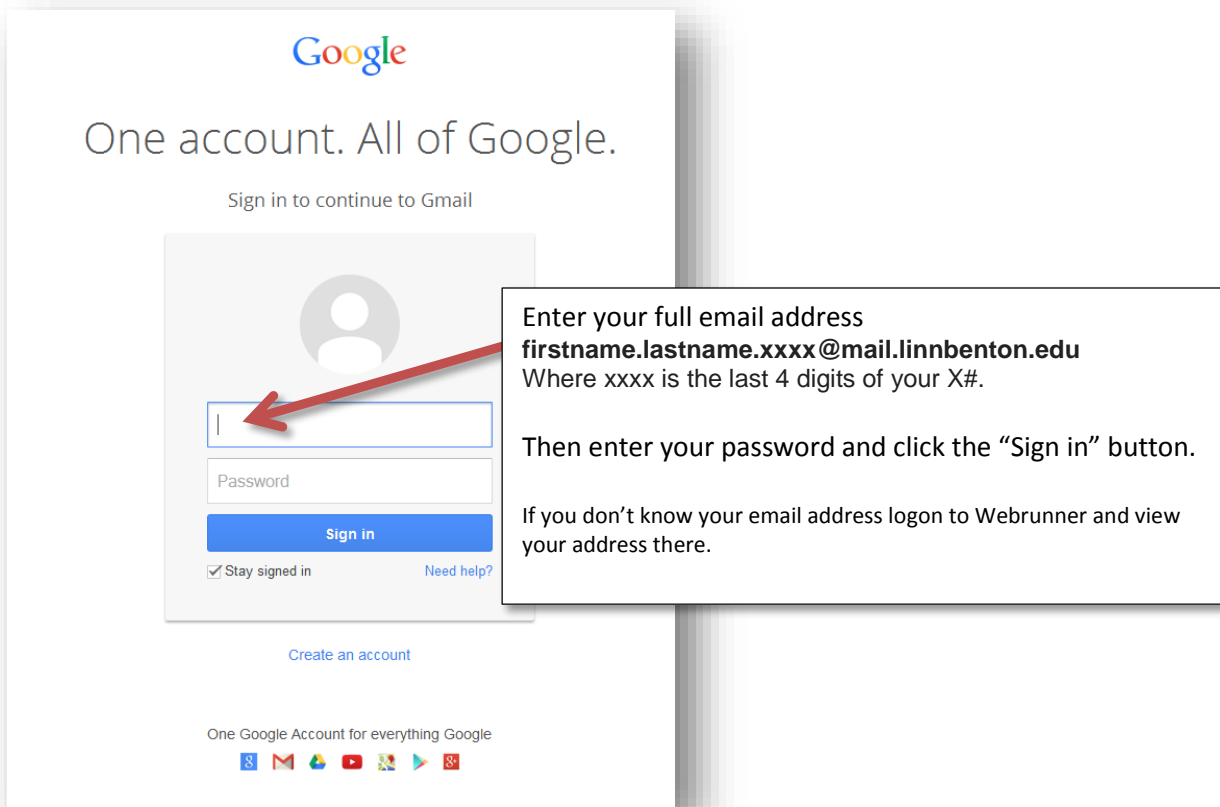 Google
One account. All of Google.
Sign in to continue to Gmail
Enter your full email address
firstname.lastname.xxxx@mail.linnbenton.edu
Where xxxx is the last 4 digits of your X#.
Then enter your password and click the “Sign in” button.
If you don’t know your email address logon to Webrunner and view
your address there.
Password
Sign in
Stay signed in
Need help?
Create an account
One Google Account for everything Google